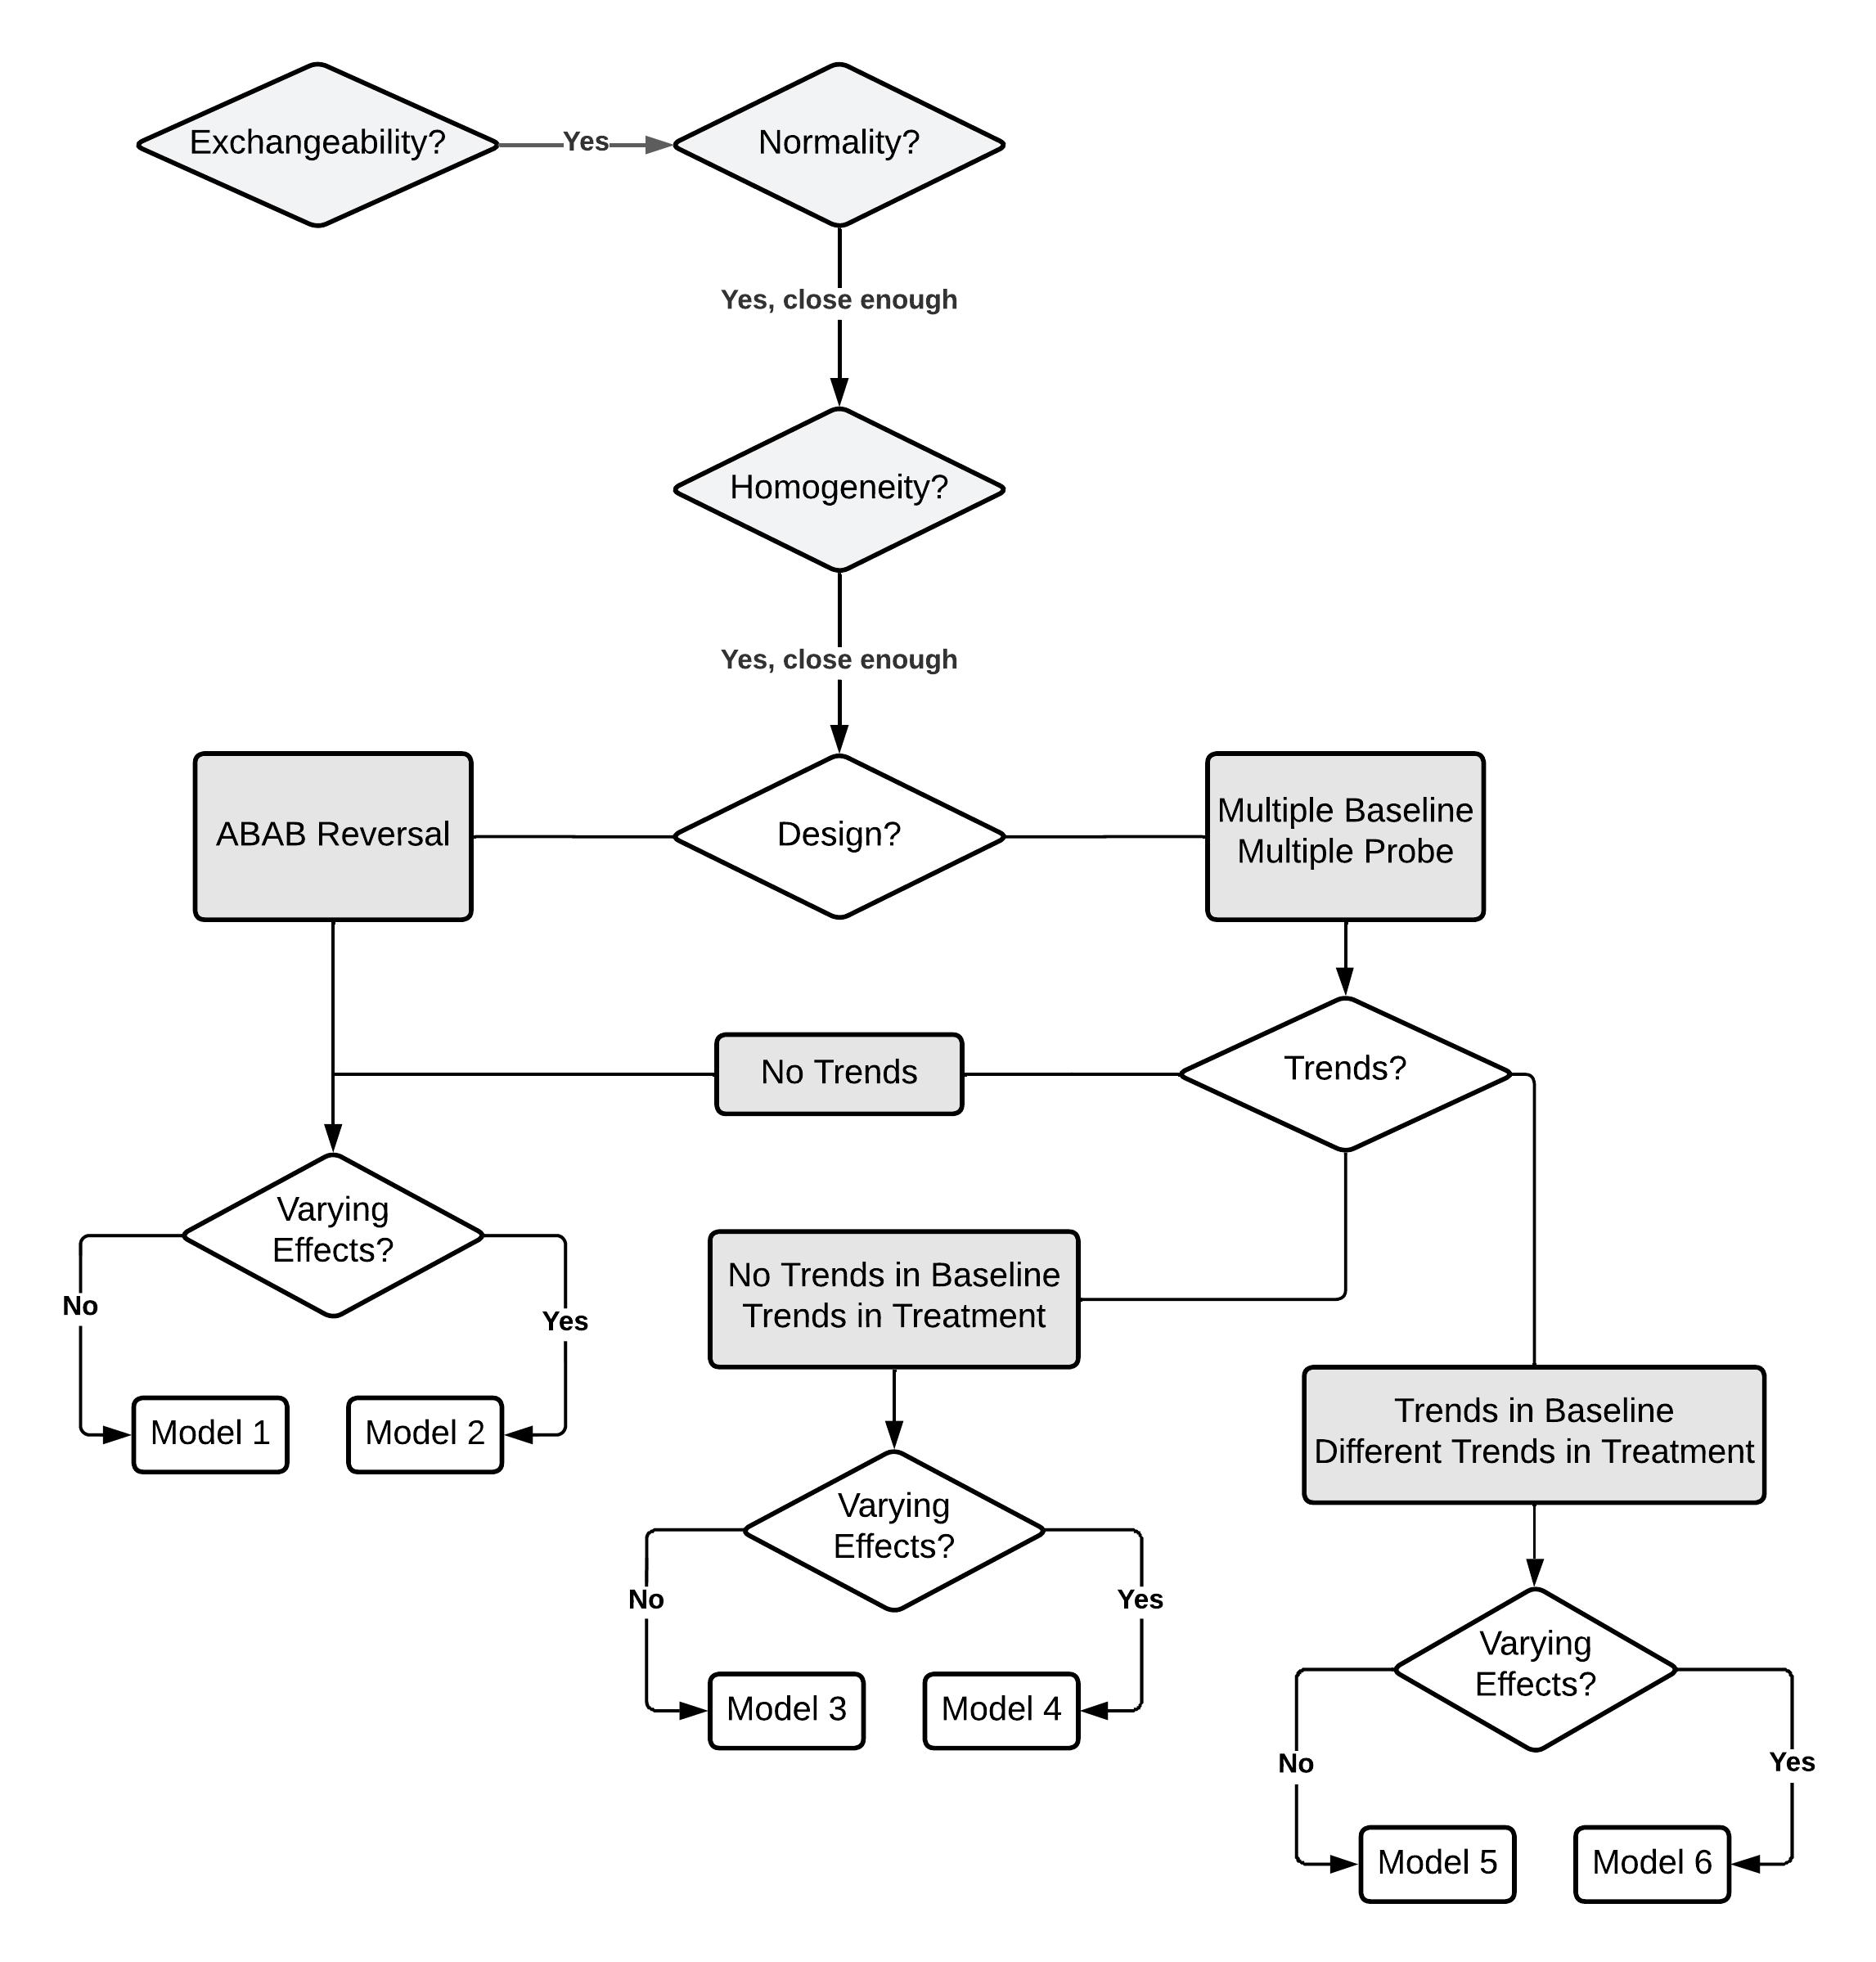 Exchangeability?
Yes
Normality?
Yes, close enough
Homogeneity?
Yes, close enough
ABAB Reversal
Design?
Multiple Baseline
Multiple Probe
No Trends
Trends?
Varying
Effects?
No
Yes
Model 1
Model 2
No Trends in Baseline
Trends in Treatment
Varying
Effects?
No
Yes
Model 3
Model 4
Trends in Baseline
Different Trends in Treatment
Varying
Effects?
No
Yes
Model 5
Model 6